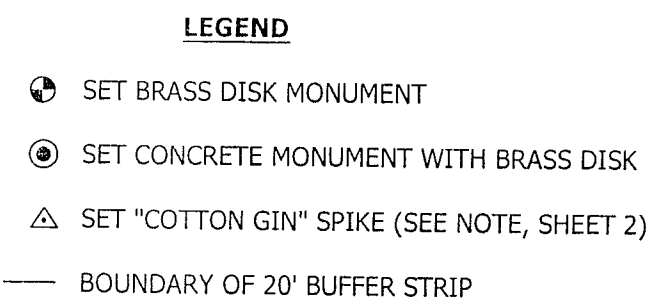 LEGEND
SET BRASS DISK MONUMENT
SET CONCRETE MONUMENT WITH BRASS DISK
SET "COTTON GIN" SPIKE (SEE NOTE, SHEET 2)
BOUNDARY OF 20' BUFFER STRIP